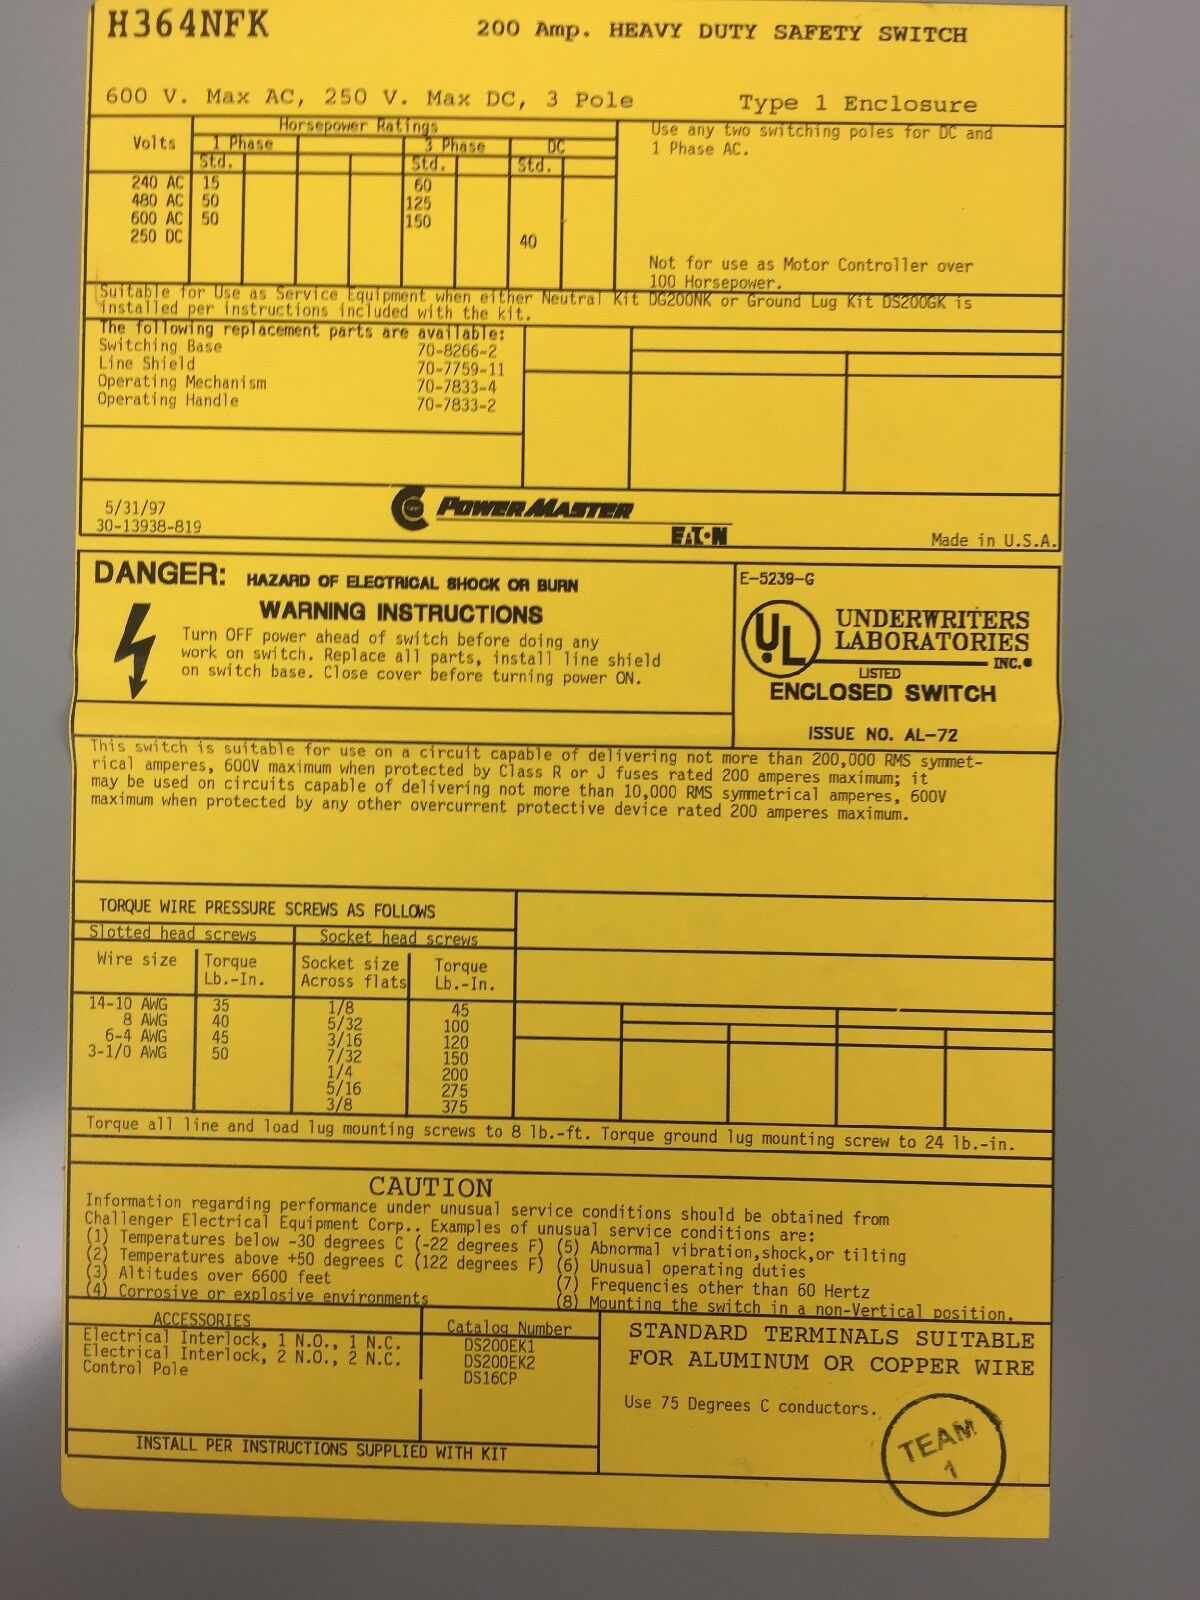 H364NFK
200 Amp. HEAVY DUTY SAFETY SWITCH
600 V. Max AC, 250 V. Max DC, 3 Pole
Type 1 Enclosure
Volts
Horsepower Ratings
1 Phase
3 Phase
DC
Std.
Std.
Std.
240 AC 15 60
480 AC 50 125
600 AC 50 150
250 DC 40
Use any two switching poles for DC and
1 Phase AC.
Not for use as Motor Controller over
100 Horsepower.
Suitable for Use as Service Equipment when either Neutral Kit DG200NK or Ground Lug Kit DS200GK is
installed per instructions included with the kit.
The following replacement parts are available:
Switching Base 70-8266-2
Line Shield 70-7759-11
Operating Mechanism 70-7833-4
Operating Handle 70-7833-2
5/31/97
30-13938-819
POWERMASTER
EATON
Made in U.S.A.
DANGER: HAZARD OF ELECTRICAL SHOCK OR BURN
WARNING INSTRUCTIONS
Turn OFF power ahead of switch before doing any
work on switch. Replace all parts, install line shield
on switch base. Close cover before turning power ON.
E-5239-G
UL
UNDERWRITERS
LABORATORIES
INC.®
LISTED
ENCLOSED SWITCH
ISSUE NO. AL-72
This switch is suitable for use on a circuit capable of delivering not more than 200,000 RMS symmet-
rical amperes, 600V maximum when protected by Class R or J fuses rated 200 amperes maximum; it
may be used on circuits capable of delivering not more than 10,000 RMS symmetrical amperes, 600V
maximum when protected by any other overcurrent protective device rated 200 amperes maximum.
TORQUE WIRE PRESSURE SCREWS AS FOLLOWS
Slotted head screws
Socket head screws
Wire size
Torque
Lb.-In.
Socket size
Across flats
Torque
Lb.-In.
14-10 AWG 35
8 AWG 40
6-4 AWG 45
3-1/0 AWG 50
1/8 45
5/32 100
3/16 120
7/32 150
1/4 200
5/16 275
3/8 375
Torque all line and load lug mounting screws to 8 lb.-ft. Torque ground lug mounting screw to 24 lb.-in.
CAUTION
Information regarding performance under unusual service conditions should be obtained from
Challenger Electrical Equipment Corp.. Examples of unusual service conditions are:
(1) Temperatures below -30 degrees C (-22 degrees F)
(2) Temperatures above +50 degrees C (122 degrees F)
(3) Altitudes over 6600 feet
(4) Corrosive or explosive environments
(5) Abnormal vibration,shock,or tilting
(6) Unusual operating duties
(7) Frequencies other than 60 Hertz
(8) Mounting the switch in a non-Vertical position.
ACCESSORIES
Catalog Number
Electrical Interlock, 1 N.O., 1 N.C. DS200EK1
Electrical Interlock, 2 N.O., 2 N.C. DS200EK2
Control Pole DS16CP
INSTALL PER INSTRUCTIONS SUPPLIED WITH KIT
STANDARD TERMINALS SUITABLE
FOR ALUMINUM OR COPPER WIRE
Use 75 Degrees C conductors.
TEAM
1